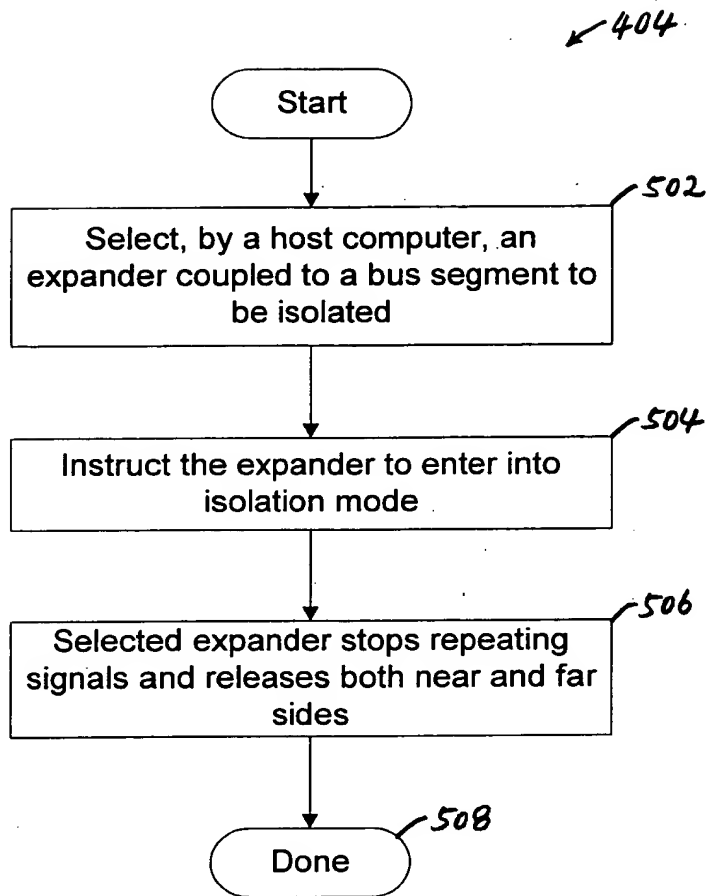 404
Start
502
Select, by a host computer, an
expander coupled to a bus segment to
be isolated
504
Instruct the expander to enter into
isolation mode
506
Selected expander stops repeating
signals and releases both near and far
sides
508
Done